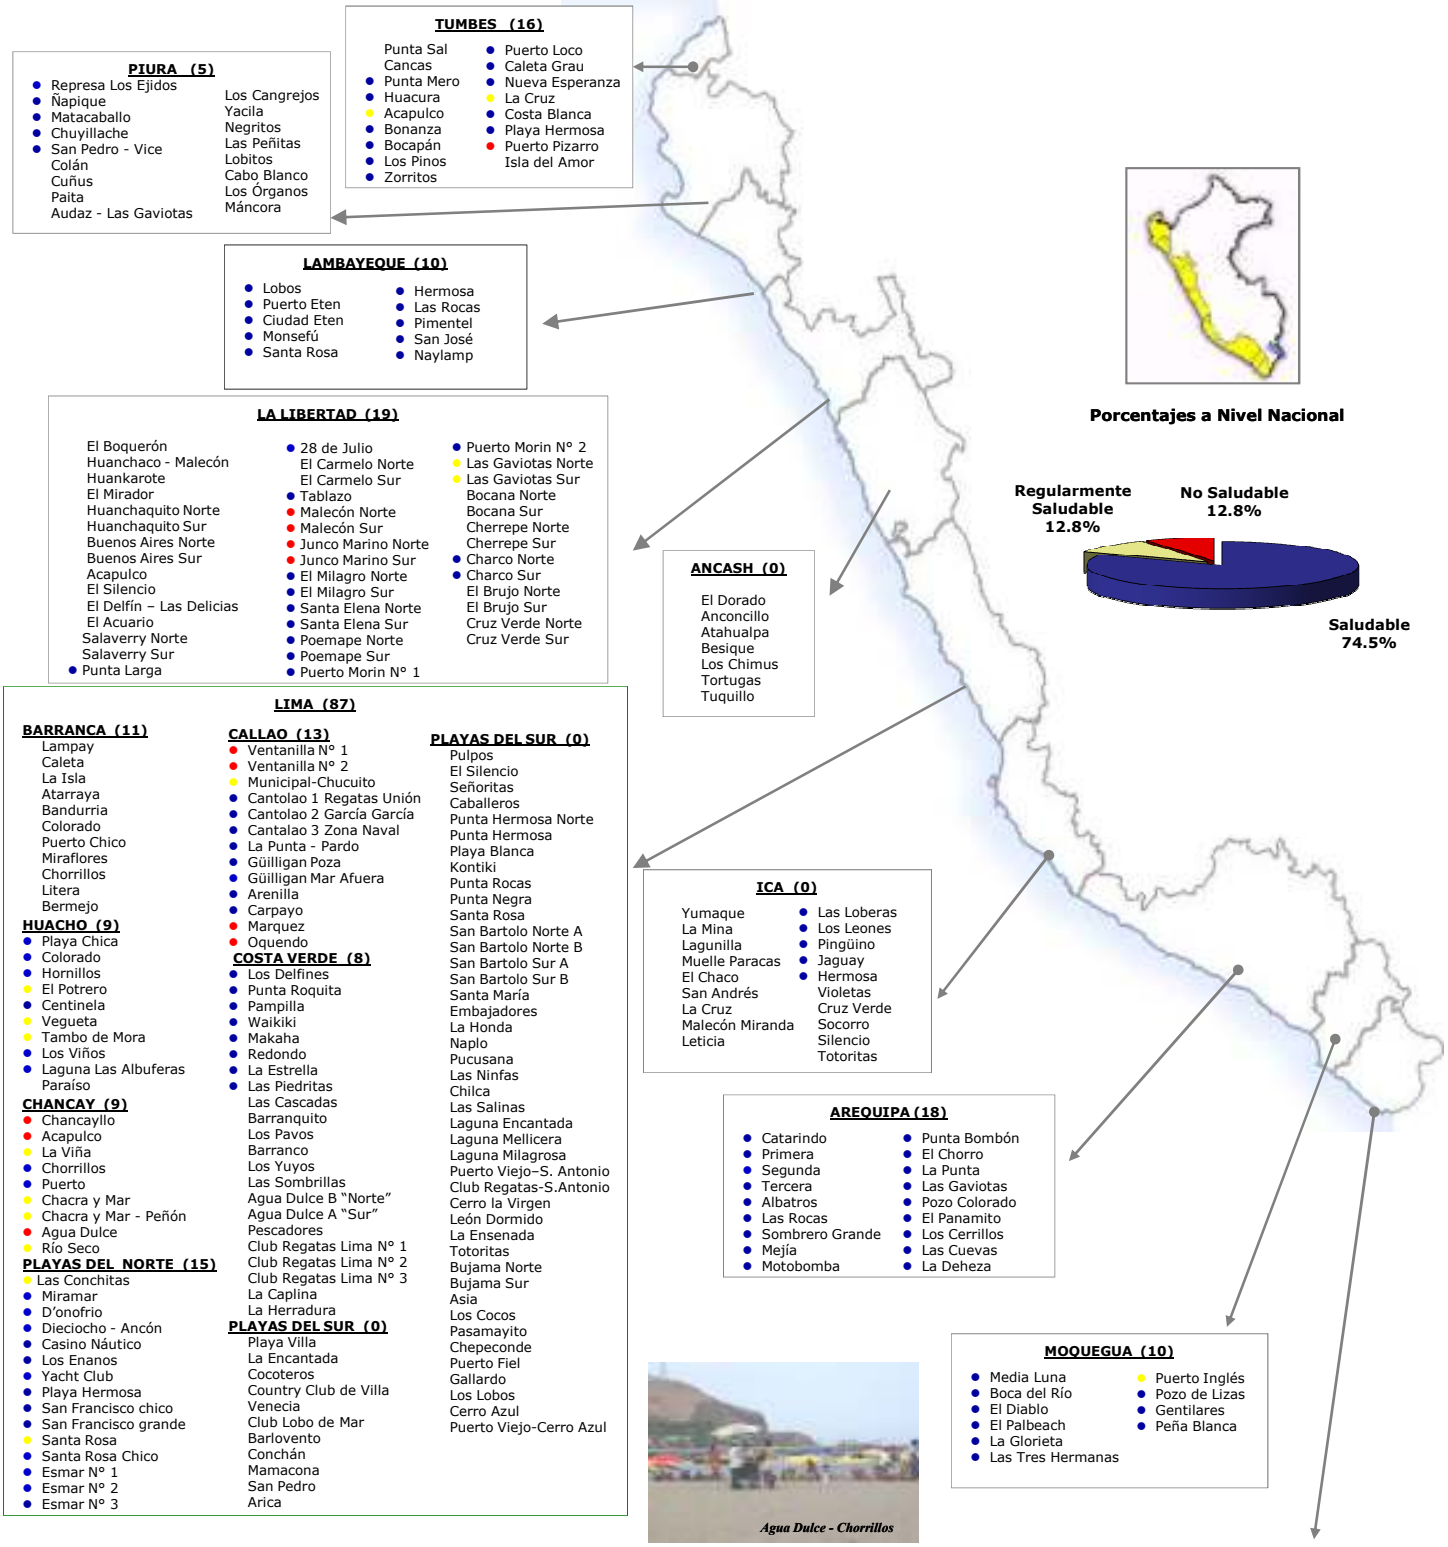 TUMBES (16)
Punta Sal
Cancas
Punta Mero
Huacura
Acapulco
Bonanza
Bocapán
Los Pinos
Zorritos
Puerto Loco
Caleta Grau
Nueva Esperanza
La Cruz
Costa Blanca
Playa Hermosa
Puerto Pizarro
Isla del Amor
PIURA (5)
Represa Los Ejidos
Ñapique
Matacaballo
Chuyillache
San Pedro - Vice
Colán
Cuñus
Paita
Audaz - Las Gaviotas
Los Cangrejos
Yacila
Negritos
Las Peñitas
Lobitos
Cabo Blanco
Los Órganos
Máncora
LAMBAYEQUE (10)
Lobos
Puerto Eten
Ciudad Eten
Monsefú
Santa Rosa
Hermosa
Las Rocas
Pimentel
San José
Naylamp
LA LIBERTAD (19)
El Boquerón
Huanchaco - Malecón
Huankarote
El Mirador
Huanchaquito Norte
Huanchaquito Sur
Buenos Aires Norte
Buenos Aires Sur
Acapulco
El Silencio
El Delfín – Las Delicias
El Acuario
Salaverry Norte
Salaverry Sur
Punta Larga
28 de Julio
El Carmelo Norte
El Carmelo Sur
Tablazo
Malecón Norte
Malecón Sur
Junco Marino Norte
Junco Marino Sur
El Milagro Norte
El Milagro Sur
Santa Elena Norte
Santa Elena Sur
Poemape Norte
Poemape Sur
Puerto Morin N° 1
Puerto Morin N° 2
Las Gaviotas Norte
Las Gaviotas Sur
Bocana Norte
Bocana Sur
Cherrepe Norte
Cherrepe Sur
Charco Norte
Charco Sur
El Brujo Norte
El Brujo Sur
Cruz Verde Norte
Cruz Verde Sur
Porcentajes a Nivel Nacional
Regularmente
Saludable
12.8%
No Saludable
12.8%
Saludable
74.5%
ANCASH (0)
El Dorado
Anconcillo
Atahualpa
Besique
Los Chimus
Tortugas
Tuquillo
LIMA (87)
BARRANCA (11)
Lampay
Caleta
La Isla
Atarraya
Bandurria
Colorado
Puerto Chico
Miraflores
Chorrillos
Litera
Bermejo
HUACHO (9)
Playa Chica
Colorado
Hornillos
El Potrero
Centinela
Vegueta
Tambo de Mora
Los Viños
Laguna Las Albuferas
Paraíso
CHANCAY (9)
Chancayllo
Acapulco
La Viña
Chorrillos
Puerto
Chacra y Mar
Chacra y Mar - Peñón
Agua Dulce
Río Seco
PLAYAS DEL NORTE (15)
Las Conchitas
Miramar
D'onofrio
Dieciocho - Ancón
Casino Náutico
Los Enanos
Yacht Club
Playa Hermosa
San Francisco chico
San Francisco grande
Santa Rosa
Santa Rosa Chico
Esmar N° 1
Esmar N° 2
Esmar N° 3
CALLAO (13)
Ventanilla N° 1
Ventanilla N° 2
Municipal-Chucuito
Cantolao 1 Regatas Unión
Cantolao 2 García García
Cantalao 3 Zona Naval
La Punta - Pardo
Güilligan Poza
Güilligan Mar Afuera
Arenilla
Carpayo
Marquez
Oquendo
COSTA VERDE (8)
Los Delfines
Punta Roquita
Pampilla
Waikiki
Makaha
Redondo
La Estrella
Las Piedritas
Las Cascadas
Barranquito
Los Pavos
Barranco
Los Yuyos
Las Sombrillas
Agua Dulce B “Norte”
Agua Dulce A “Sur”
Pescadores
Club Regatas Lima N° 1
Club Regatas Lima N° 2
Club Regatas Lima N° 3
La Caplina
La Herradura
PLAYAS DEL SUR (0)
Playa Villa
La Encantada
Cocoteros
Country Club de Villa
Venecia
Club Lobo de Mar
Barlovento
Conchán
Mamacona
San Pedro
Arica
PLAYAS DEL SUR (0)
Pulpos
El Silencio
Señoritas
Caballeros
Punta Hermosa Norte
Punta Hermosa
Playa Blanca
Kontiki
Punta Rocas
Punta Negra
Santa Rosa
San Bartolo Norte A
San Bartolo Norte B
San Bartolo Sur A
San Bartolo Sur B
Santa María
Embajadores
La Honda
Naplo
Pucusana
Las Ninfas
Chilca
Las Salinas
Laguna Encantada
Laguna Mellicera
Laguna Milagrosa
Puerto Viejo–S. Antonio
Club Regatas-S.Antonio
Cerro la Virgen
León Dormido
La Ensenada
Totoritas
Bujama Norte
Bujama Sur
Asia
Los Cocos
Pasamayito
Chepeconde
Puerto Fiel
Gallardo
Los Lobos
Cerro Azul
Puerto Viejo-Cerro Azul
ICA (0)
Yumaque
La Mina
Lagunilla
Muelle Paracas
El Chaco
San Andrés
La Cruz
Malecón Miranda
Leticia
Las Loberas
Los Leones
Pingüino
Jaguay
Hermosa
Violetas
Cruz Verde
Socorro
Silencio
Totoritas
AREQUIPA (18)
Catarindo
Primera
Segunda
Tercera
Albatros
Las Rocas
Sombrero Grande
Mejía
Motobomba
Punta Bombón
El Chorro
La Punta
Las Gaviotas
Pozo Colorado
El Panamito
Los Cerrillos
Las Cuevas
La Deheza
MOQUEGUA (10)
Media Luna
Boca del Río
El Diablo
El Palbeach
La Glorieta
Las Tres Hermanas
Puerto Inglés
Pozo de Lizas
Gentilares
Peña Blanca
Agua Dulce - Chorrillos